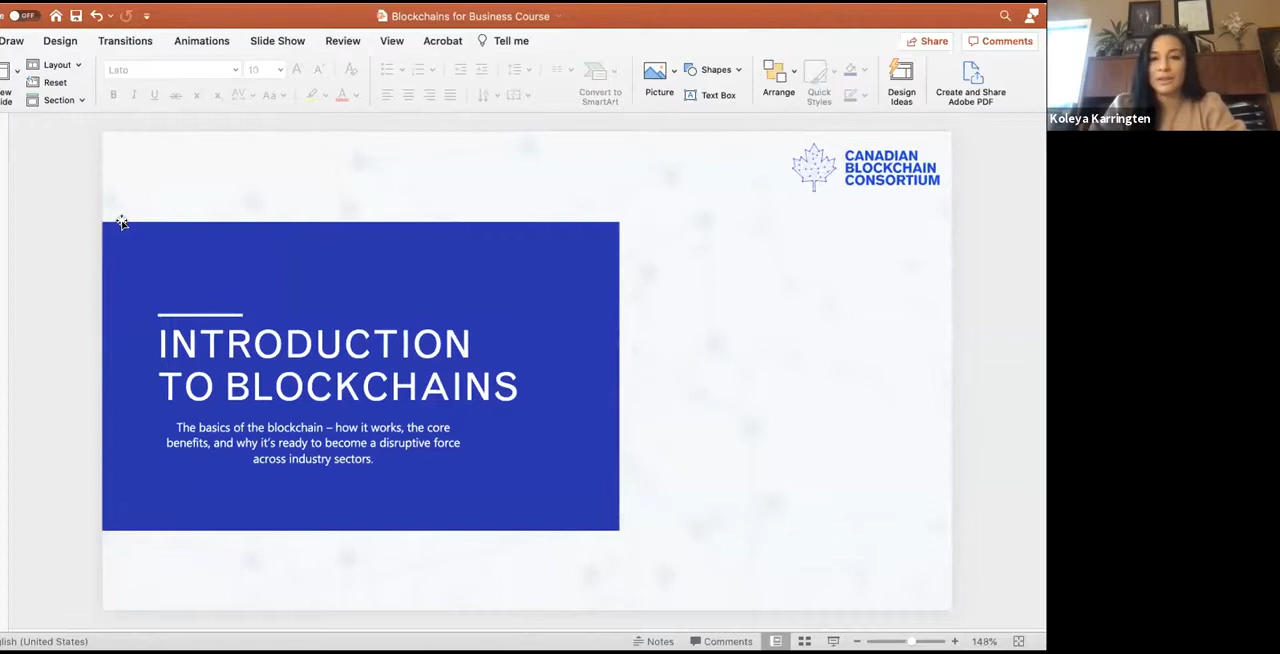 OFF
Blockchains for Business Course
Draw
Design
Transitions
Animations
Slide Show
Review
View
Acrobat
Tell me
Share
Comments
Layout
Reset
Section
Lato
10
Convert to
SmartArt
Picture
Shapes
Text Box
Arrange
Quick
Styles
Design
Ideas
Create and Share
Adobe PDF
Koleya Karringten
CANADIAN
BLOCKCHAIN
CONSORTIUM
INTRODUCTION
TO BLOCKCHAINS
The basics of the blockchain – how it works, the core
benefits, and why it's ready to become a disruptive force
across industry sectors.
lish (United States)
Notes
Comments
148%